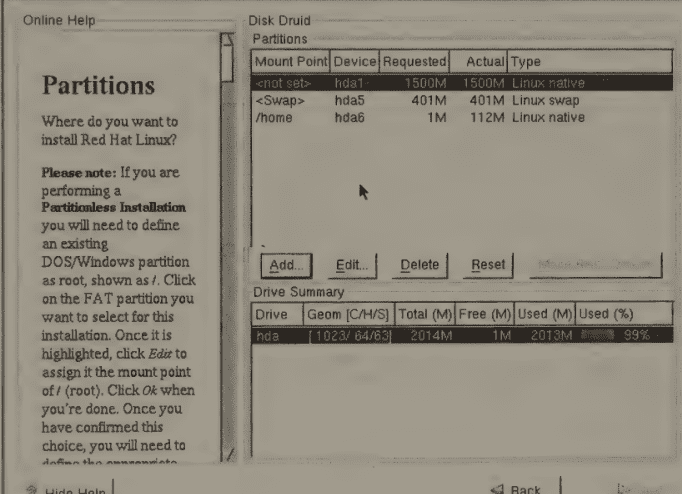 Online Help
Partitions
Where do you want to
install Red Hat Linux?
Please note: If you are
performing a
Partitionless Installation
you will need to define
an existing
DOS/Windows partition
as root, shown as /. Click
on the FAT partition you
want to select for this
installation. Once it is
highlighted, click Edit to
assign it the mount point
of / (root). Click Ok when
you're done. Once you
have confirmed this
choice, you will need to
define the appropriate
Hide Help
Disk Druid
Partitions
Mount Point Device Requested Actual Type
<not set> hda1 1500M 1500M Linux native
<Swap> hda5 401M 401M Linux swap
/home hda6 1M 112M Linux native
Add... Edit... Delete Reset
Drive Summary
Drive Geom [C/H/S] Total (M) Free (M) Used (M) Used (%)
hda [ 1023/ 64/63] 2014M 1M 2013M 99%
Back